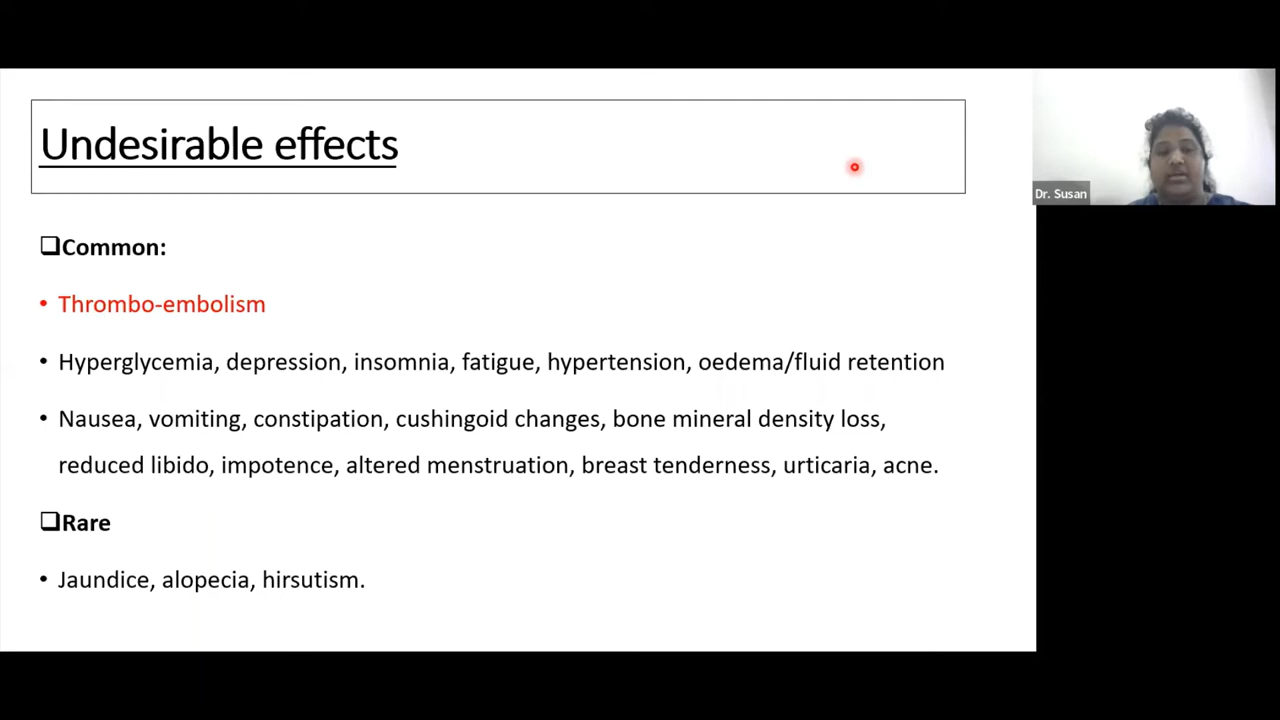 Undesirable effects
Dr. Susan
❑Common:
• Thrombo-embolism
• Hyperglycemia, depression, insomnia, fatigue, hypertension, oedema/fluid retention
• Nausea, vomiting, constipation, cushingoid changes, bone mineral density loss,
reduced libido, impotence, altered menstruation, breast tenderness, urticaria, acne.
❑Rare
• Jaundice, alopecia, hirsutism.